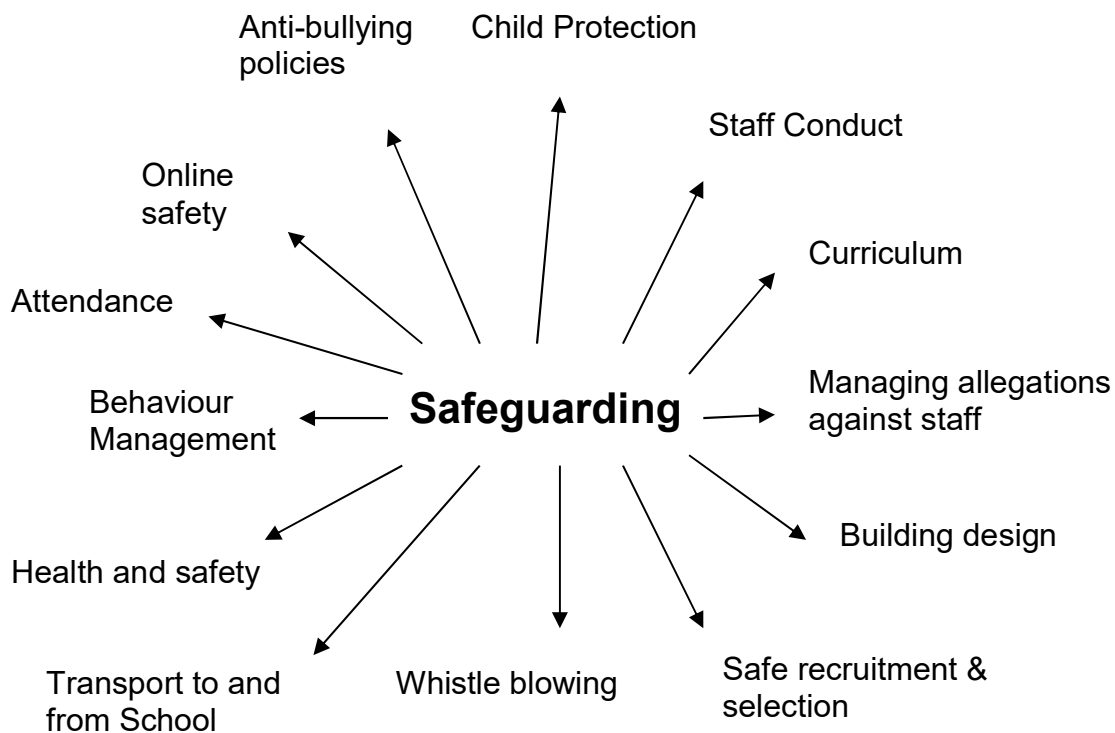 Anti-bullying
policies
Child Protection
Staff Conduct
Online
safety
Curriculum
Attendance
Managing allegations
against staff
Behaviour
Management
Safeguarding
Building design
Health and safety
Safe recruitment &
selection
Transport to and
from School
Whistle blowing